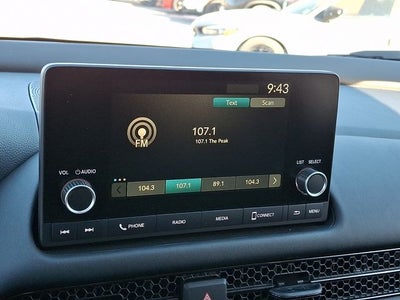 9:43
Text Scan
FM
107.1
107.1 The Peak
VOL AUDIO
LIST SELECT
104.3 107.1 89.1 104.3
PHONE RADIO MEDIA CONNECT MENU